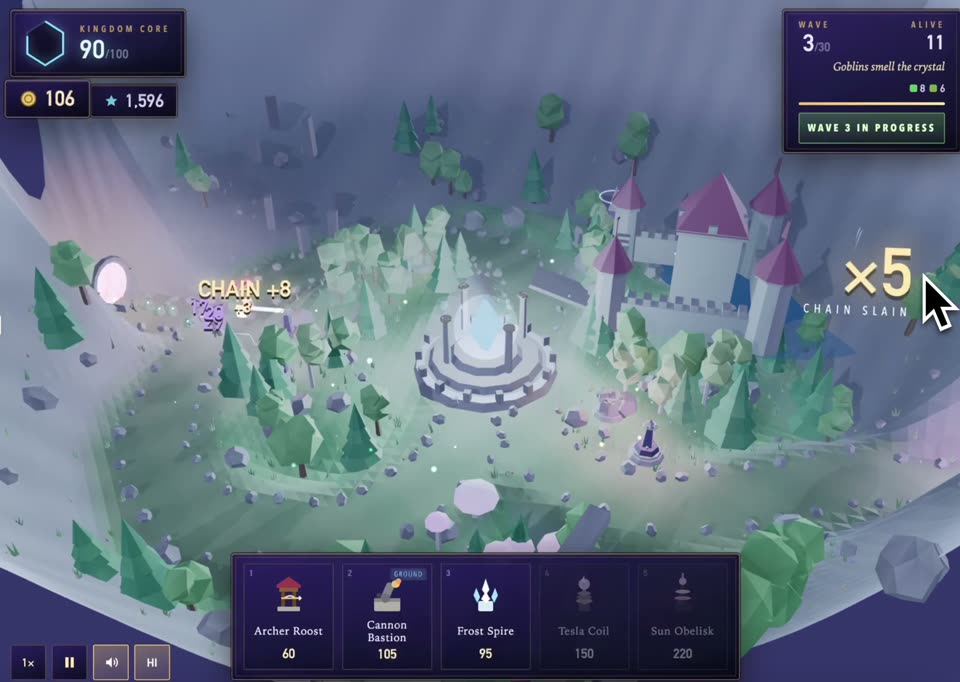 KINGDOM CORE
90/100
106
1,596
WAVE
ALIVE
3/30
11
Goblins smell the crystal
8 6
WAVE 3 IN PROGRESS
CHAIN +8
+3
×5
CHAIN SLAIN
1
Archer Roost
60
2
GROUND
Cannon
Bastion
105
3
Frost Spire
95
4
Tesla Coil
150
5
Sun Obelisk
220
1×
HI